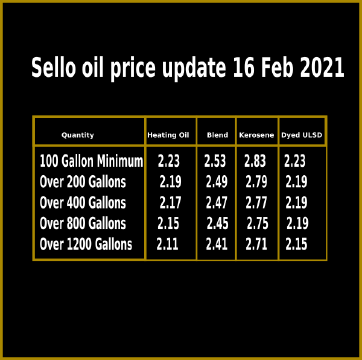 Sello oil price update 16 Feb 2021
Quantity Heating Oil Blend Kerosene Dyed ULSD
100 Gallon Minimum 2.23 2.53 2.83 2.23
Over 200 Gallons 2.19 2.49 2.79 2.19
Over 400 Gallons 2.17 2.47 2.77 2.19
Over 800 Gallons 2.15 2.45 2.75 2.19
Over 1200 Gallons 2.11 2.41 2.71 2.15